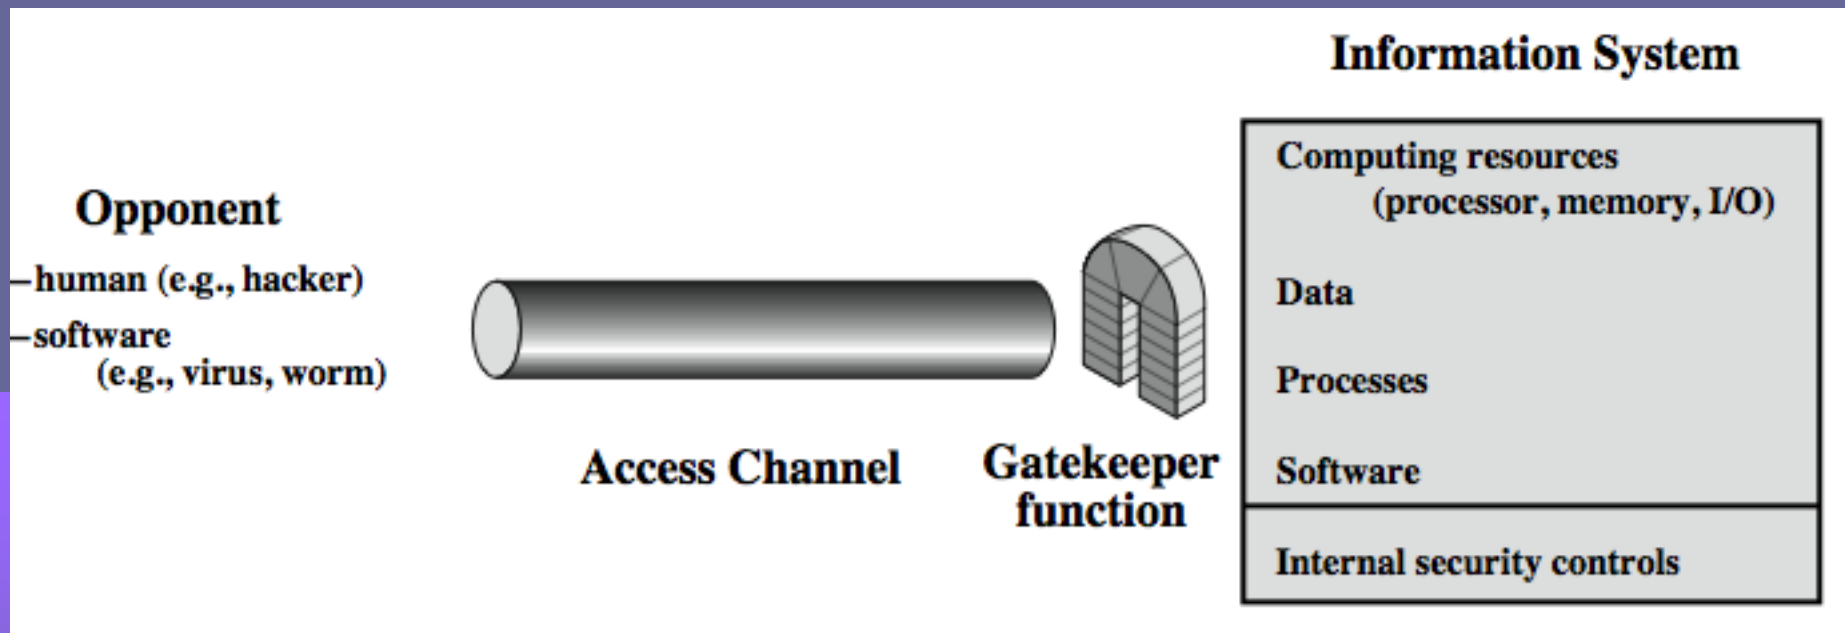 Information System
Computing resources
(processor, memory, I/O)
Data
Processes
Software
Internal security controls
Opponent
–human (e.g., hacker)
–software
(e.g., virus, worm)
Access Channel
Gatekeeper
function